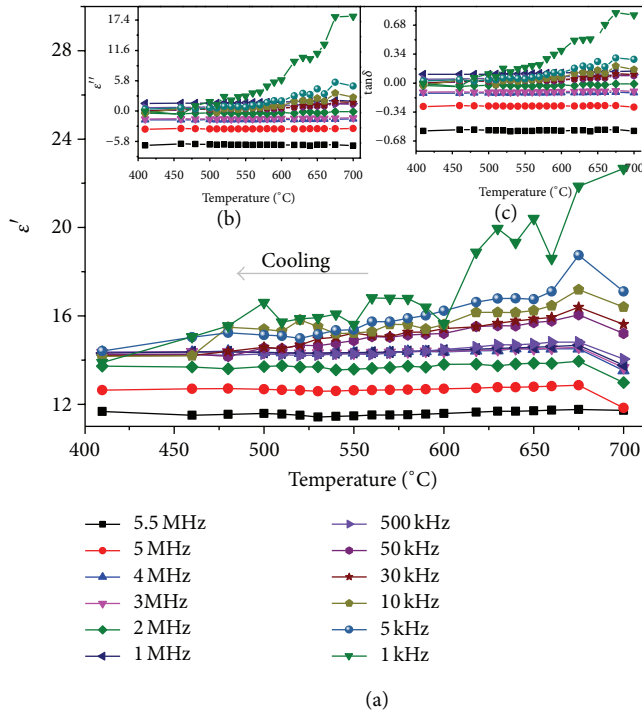 17.4
11.6
5.8
0.0
−5.8
ε″
400 450 500 550 600 650 700
Temperature (°C)
(b)
0.68
0.34
0.00
−0.34
−0.68
tanδ
400 450 500 550 600 650 700
Temperature (°C)
(c)
28
24
20
16
12
ε′
Cooling
400 450 500 550 600 650 700
Temperature (°C)
5.5 MHz
5 MHz
4 MHz
3MHz
2 MHz
1 MHz
500 kHz
50 kHz
30 kHz
10 kHz
5 kHz
1 kHz
(a)